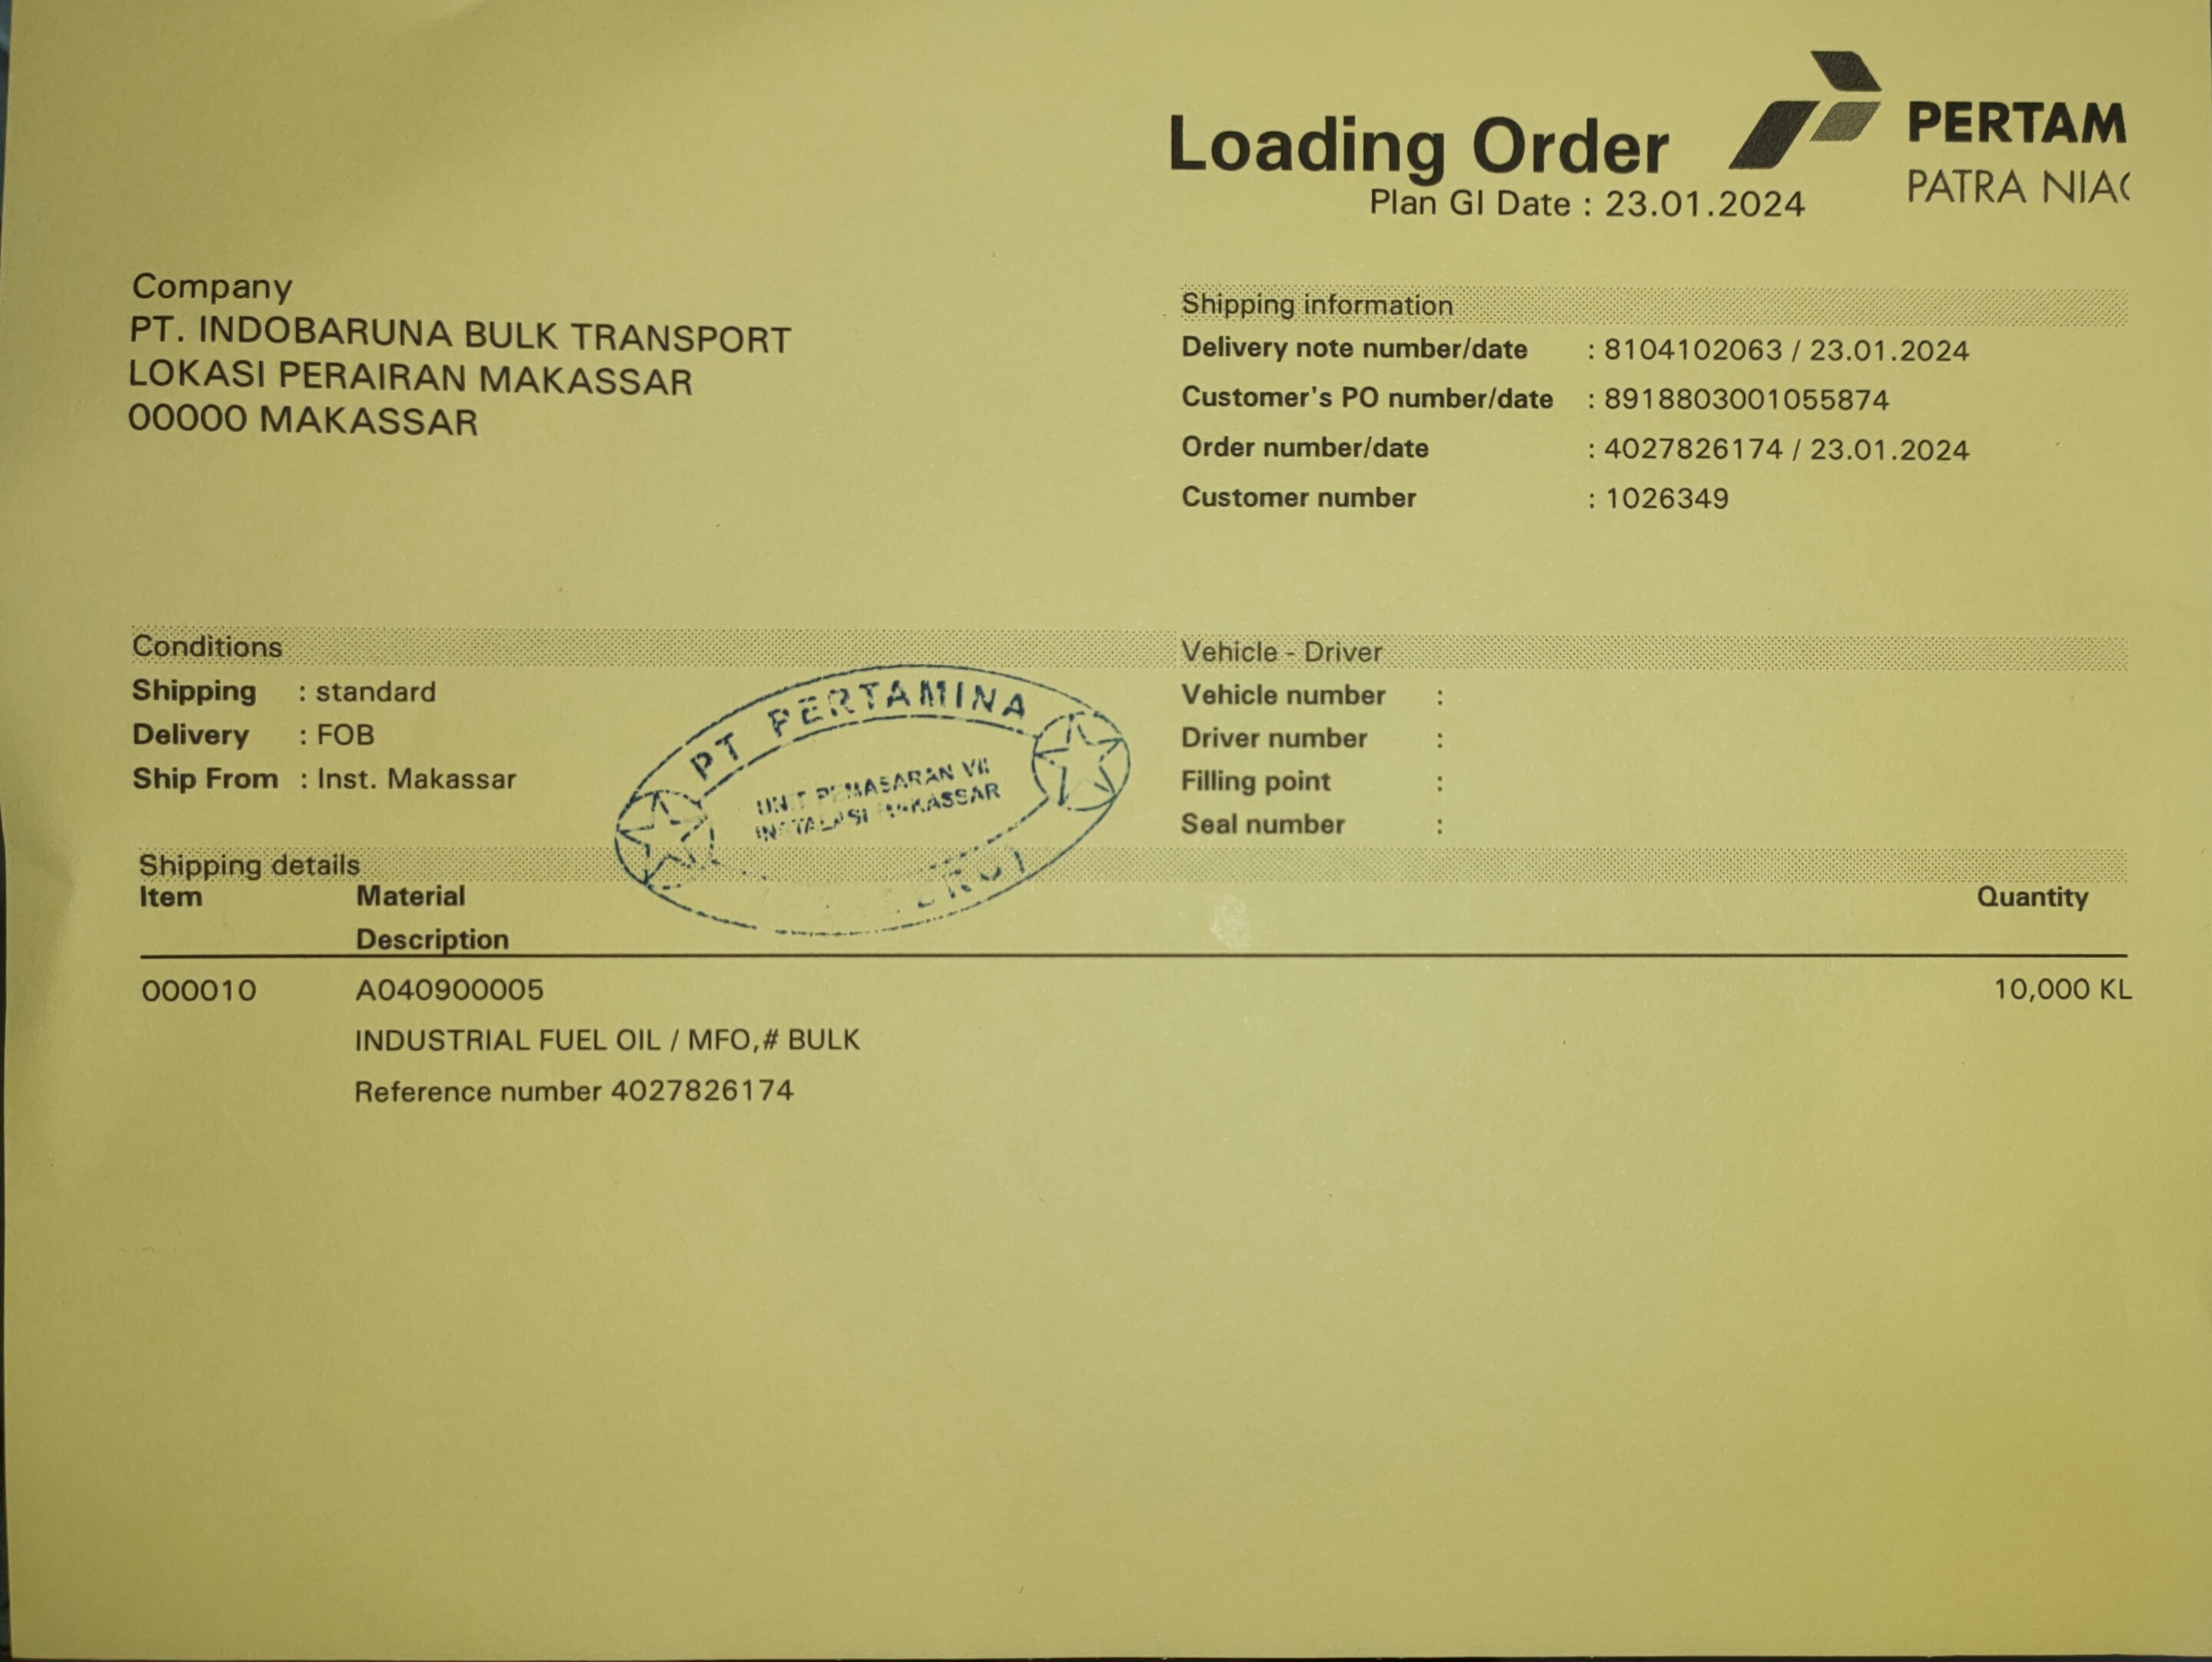 Loading Order
PERTAM
PATRA NIA
Plan GI Date : 23.01.2024
Company
PT. INDOBARUNA BULK TRANSPORT
LOKASI PERAIRAN MAKASSAR
00000 MAKASSAR
Shipping information
Delivery note number/date : 8104102063 / 23.01.2024
Customer's PO number/date : 8918803001055874
Order number/date : 4027826174 / 23.01.2024
Customer number : 1026349
Conditions
Shipping : standard
Delivery : FOB
Ship From : Inst. Makassar
PT PERTAMINA
UNIT PEMASARAN VII
INSTALASI MAKASSAR
Vehicle - Driver
Vehicle number :
Driver number :
Filling point :
Seal number :
Shipping details
Item Material Quantity
Description
000010 A040900005 10,000 KL
INDUSTRIAL FUEL OIL / MFO,# BULK
Reference number 4027826174